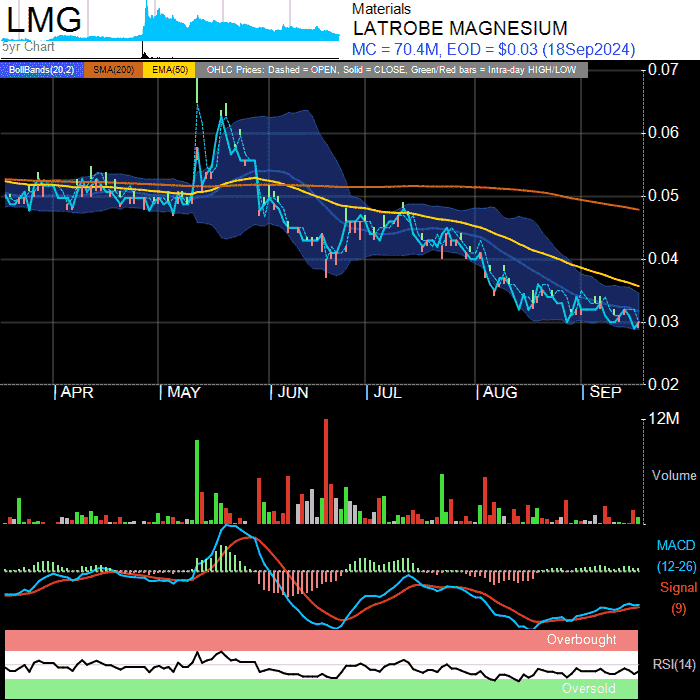 LMG
5yr Chart
Materials
LATROBE MAGNESIUM
MC = 70.4M, EOD = $0.03 (18Sep2024)
BollBands(20,2) SMA(200) EMA(50) OHLC Prices: Dashed = OPEN, Solid = CLOSE, Green/Red bars = Intra-day HIGH/LOW
0.07
0.06
0.05
0.04
0.03
0.02
| APR | MAY | JUN | JUL | AUG | SEP
12M
Volume
MACD
(12-26)
Signal
(9)
Overbought
RSI(14)
Oversold